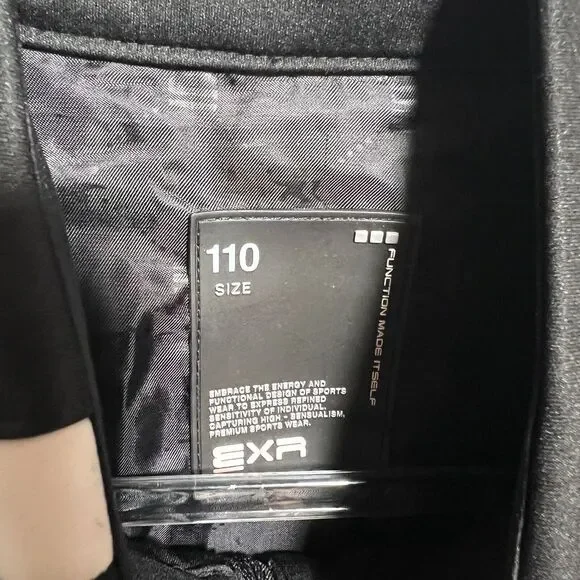 110
SIZE
FUNCTION MADE ITSELF
EMBRACE THE ENERGY AND
FUNCTIONAL DESIGN OF SPORTS
WEAR TO EXPRESS REFINED
SENSITIVITY OF INDIVIDUAL,
CAPTURING HIGH - SENSUALISM,
PREMIUM SPORTS WEAR.
EXR